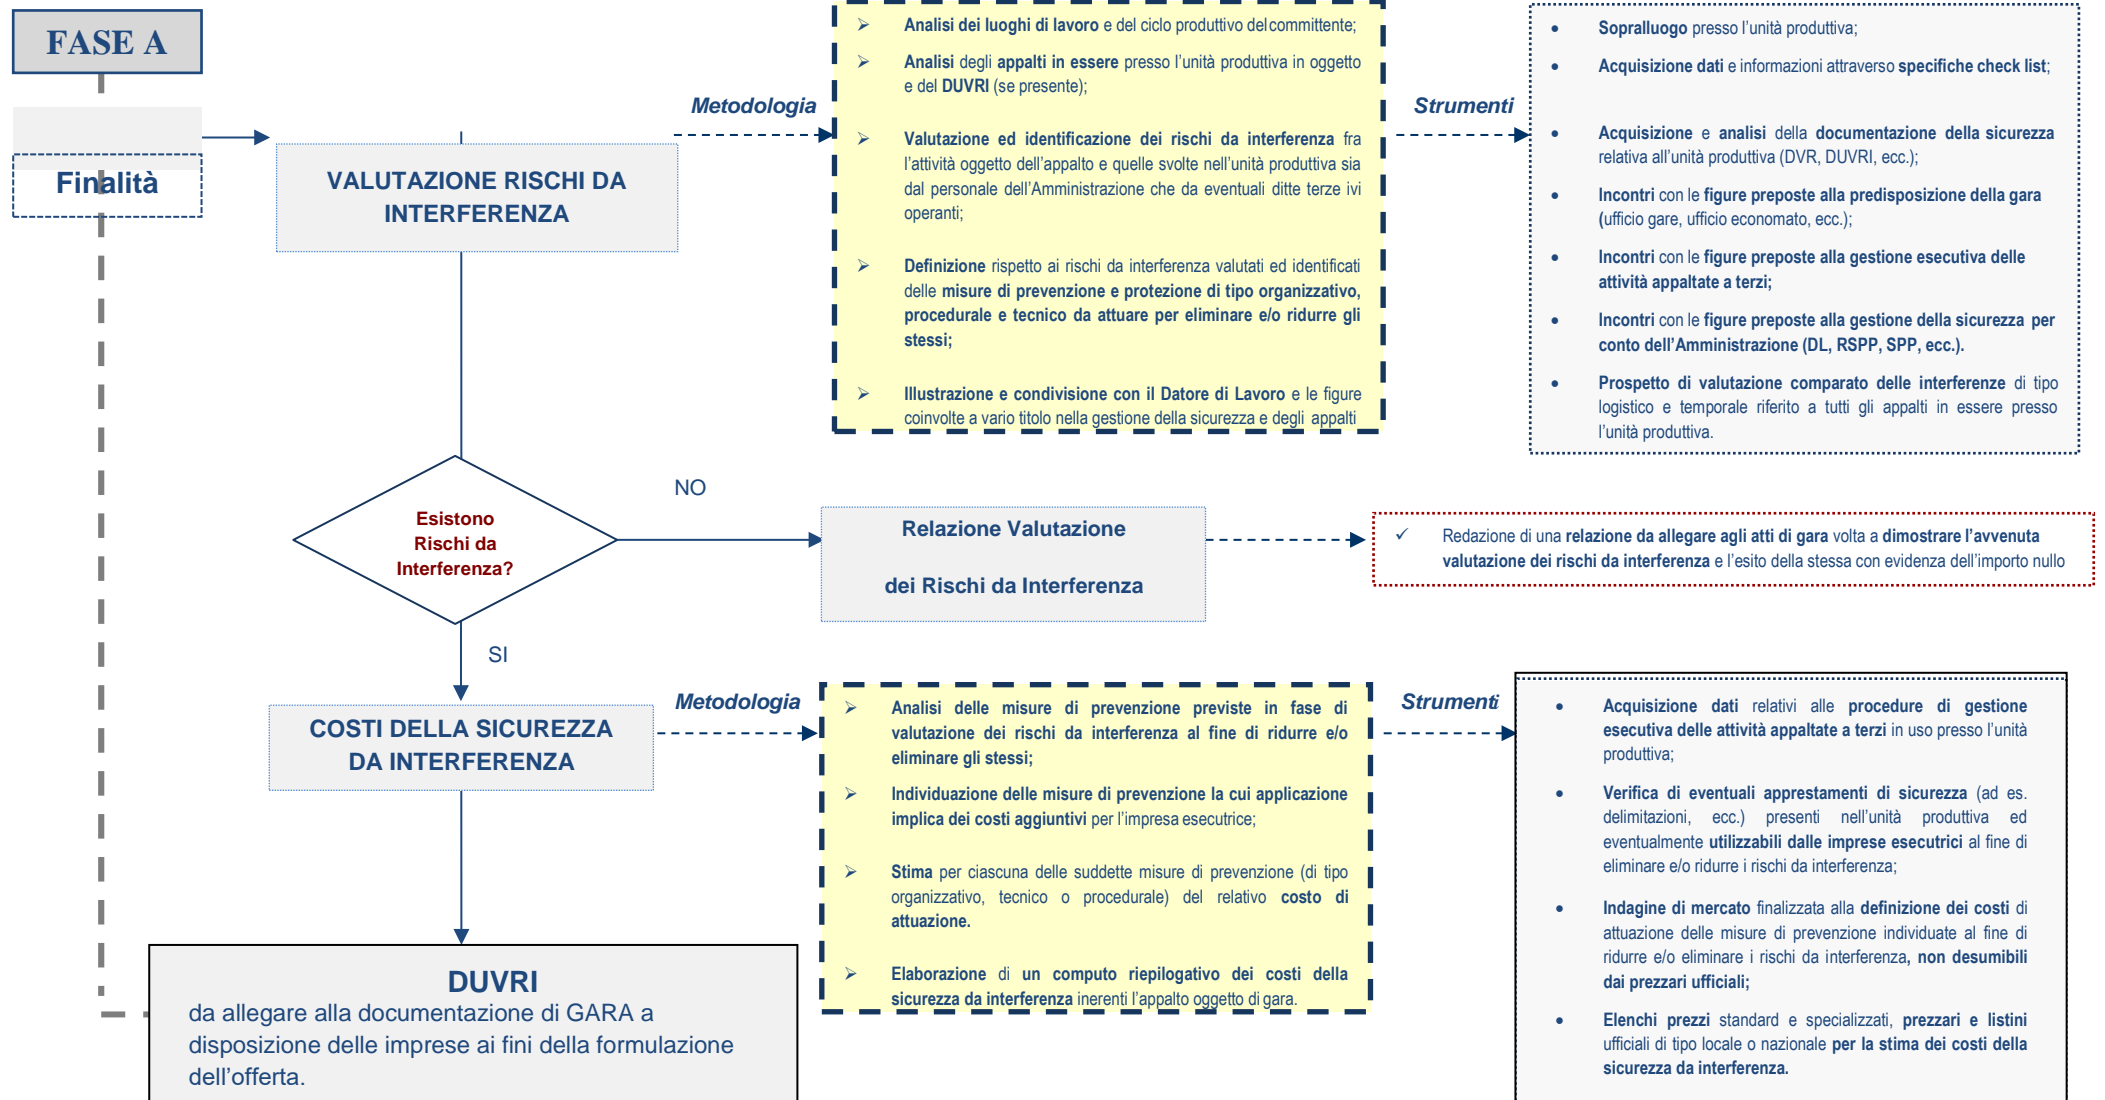 FASE A
Finalità
VALUTAZIONE RISCHI DA
INTERFERENZA
Metodologia
➢ Analisi dei luoghi di lavoro e del ciclo produttivo del committente;
➢ Analisi degli appalti in essere presso l'unità produttiva in oggetto
e del DUVRI (se presente);
➢ Valutazione ed identificazione dei rischi da interferenza fra
l'attività oggetto dell'appalto e quelle svolte nell'unità produttiva sia
dal personale dell'Amministrazione che da eventuali ditte terze ivi
operanti;
➢ Definizione rispetto ai rischi da interferenza valutati ed identificati
delle misure di prevenzione e protezione di tipo organizzativo,
procedurale e tecnico da attuare per eliminare e/o ridurre gli
stessi;
➢ Illustrazione e condivisione con il Datore di Lavoro e le figure
coinvolte a vario titolo nella gestione della sicurezza e degli appalti
Strumenti
• Sopralluogo presso l'unità produttiva;
• Acquisizione dati e informazioni attraverso specifiche check list;
• Acquisizione e analisi della documentazione della sicurezza
relativa all'unità produttiva (DVR, DUVRI, ecc.);
• Incontri con le figure preposte alla predisposizione della gara
(ufficio gare, ufficio economato, ecc.);
• Incontri con le figure preposte alla gestione esecutiva delle
attività appaltate a terzi;
• Incontri con le figure preposte alla gestione della sicurezza per
conto dell'Amministrazione (DL, RSPP, SPP, ecc.).
• Prospetto di valutazione comparato delle interferenze di tipo
logistico e temporale riferito a tutti gli appalti in essere presso
l'unità produttiva.
Esistono
Rischi da
Interferenza?
NO
Relazione Valutazione
dei Rischi da Interferenza
✓ Redazione di una relazione da allegare agli atti di gara volta a dimostrare l'avvenuta
valutazione dei rischi da interferenza e l'esito della stessa con evidenza dell'importo nullo
SI
COSTI DELLA SICUREZZA
DA INTERFERENZA
Metodologia
➢ Analisi delle misure di prevenzione previste in fase di
valutazione dei rischi da interferenza al fine di ridurre e/o
eliminare gli stessi;
➢ Individuazione delle misure di prevenzione la cui applicazione
implica dei costi aggiuntivi per l'impresa esecutrice;
➢ Stima per ciascuna delle suddette misure di prevenzione (di tipo
organizzativo, tecnico o procedurale) del relativo costo di
attuazione.
➢ Elaborazione di un computo riepilogativo dei costi della
sicurezza da interferenza inerenti l'appalto oggetto di gara.
Strumenti
• Acquisizione dati relativi alle procedure di gestione
esecutiva delle attività appaltate a terzi in uso presso l'unità
produttiva;
• Verifica di eventuali apprestamenti di sicurezza (ad es.
delimitazioni, ecc.) presenti nell'unità produttiva ed
eventualmente utilizzabili dalle imprese esecutrici al fine di
eliminare e/o ridurre i rischi da interferenza;
• Indagine di mercato finalizzata alla definizione dei costi di
attuazione delle misure di prevenzione individuate al fine di
ridurre e/o eliminare i rischi da interferenza, non desumibili
dai prezzari ufficiali;
• Elenchi prezzi standard e specializzati, prezzari e listini
ufficiali di tipo locale o nazionale per la stima dei costi della
sicurezza da interferenza.
DUVRI
da allegare alla documentazione di GARA a
disposizione delle imprese ai fini della formulazione
dell'offerta.